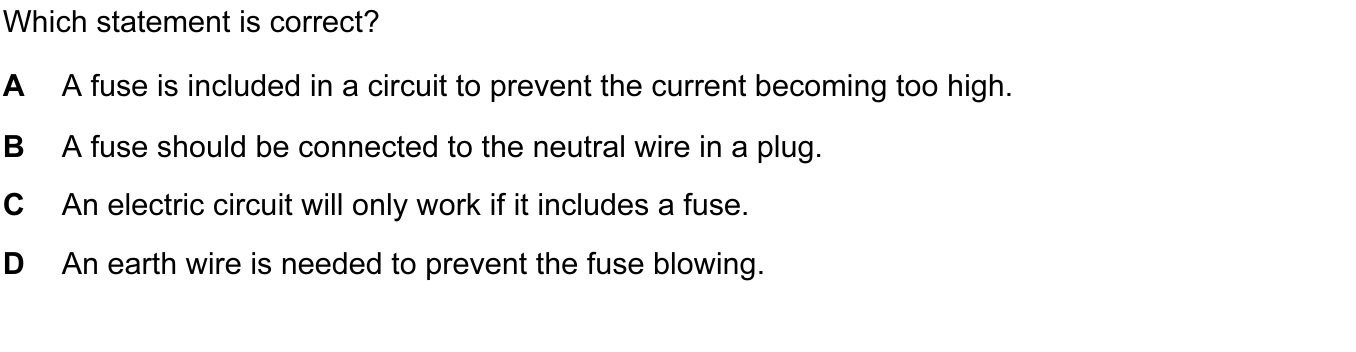 Which statement is correct?
A A fuse is included in a circuit to prevent the current becoming too high.
B A fuse should be connected to the neutral wire in a plug.
C An electric circuit will only work if it includes a fuse.
D An earth wire is needed to prevent the fuse blowing.